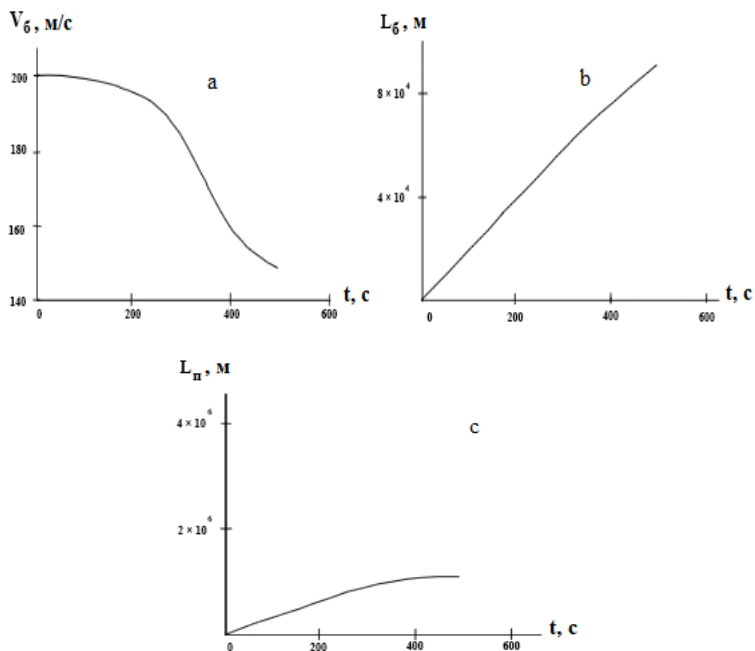 V_б, м/с
a
200
180
160
140
0 200 400 600
t, с
L_б, м
b
8 × 10⁴
4 × 10⁴
0 200 400 600
t, с
L_п, м
c
4 × 10⁶
2 × 10⁶
0 200 400 600
t, с